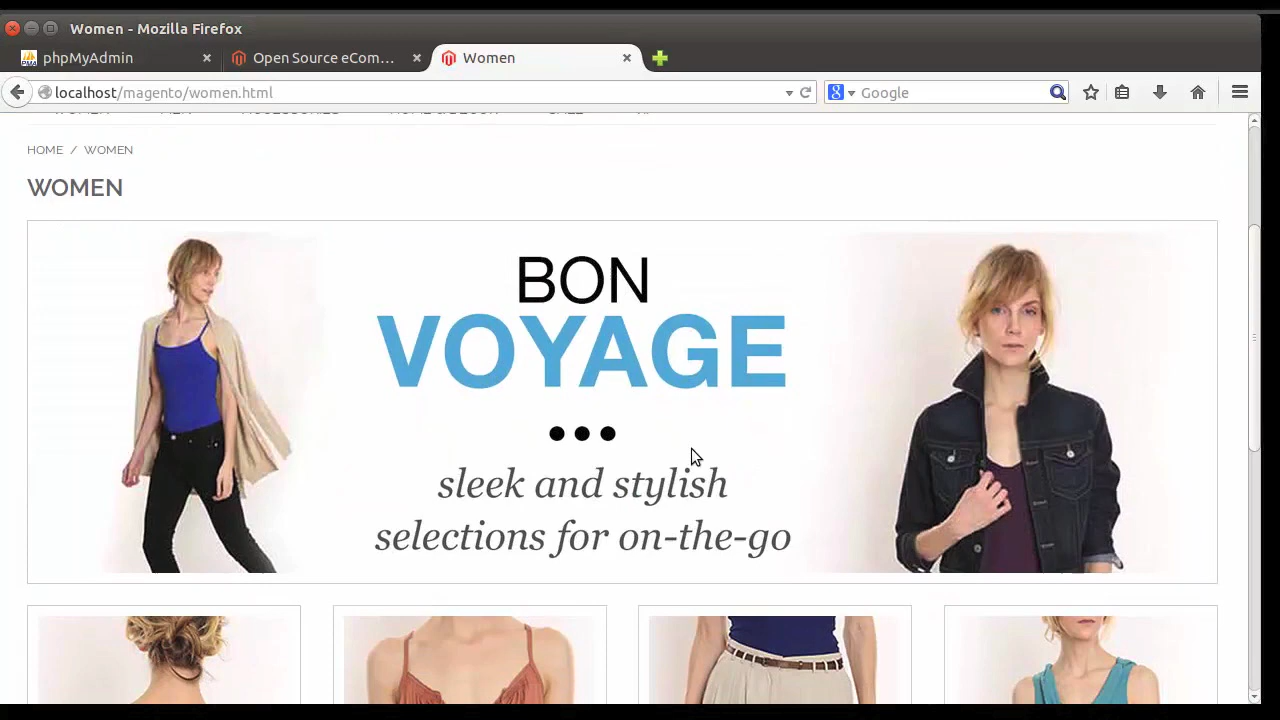 Women - Mozilla Firefox
phpMyAdmin
Open Source eCom...
Women
localhost/magento/women.html
Google
HOME / WOMEN
WOMEN
BON
VOYAGE
sleek and stylish
selections for on-the-go